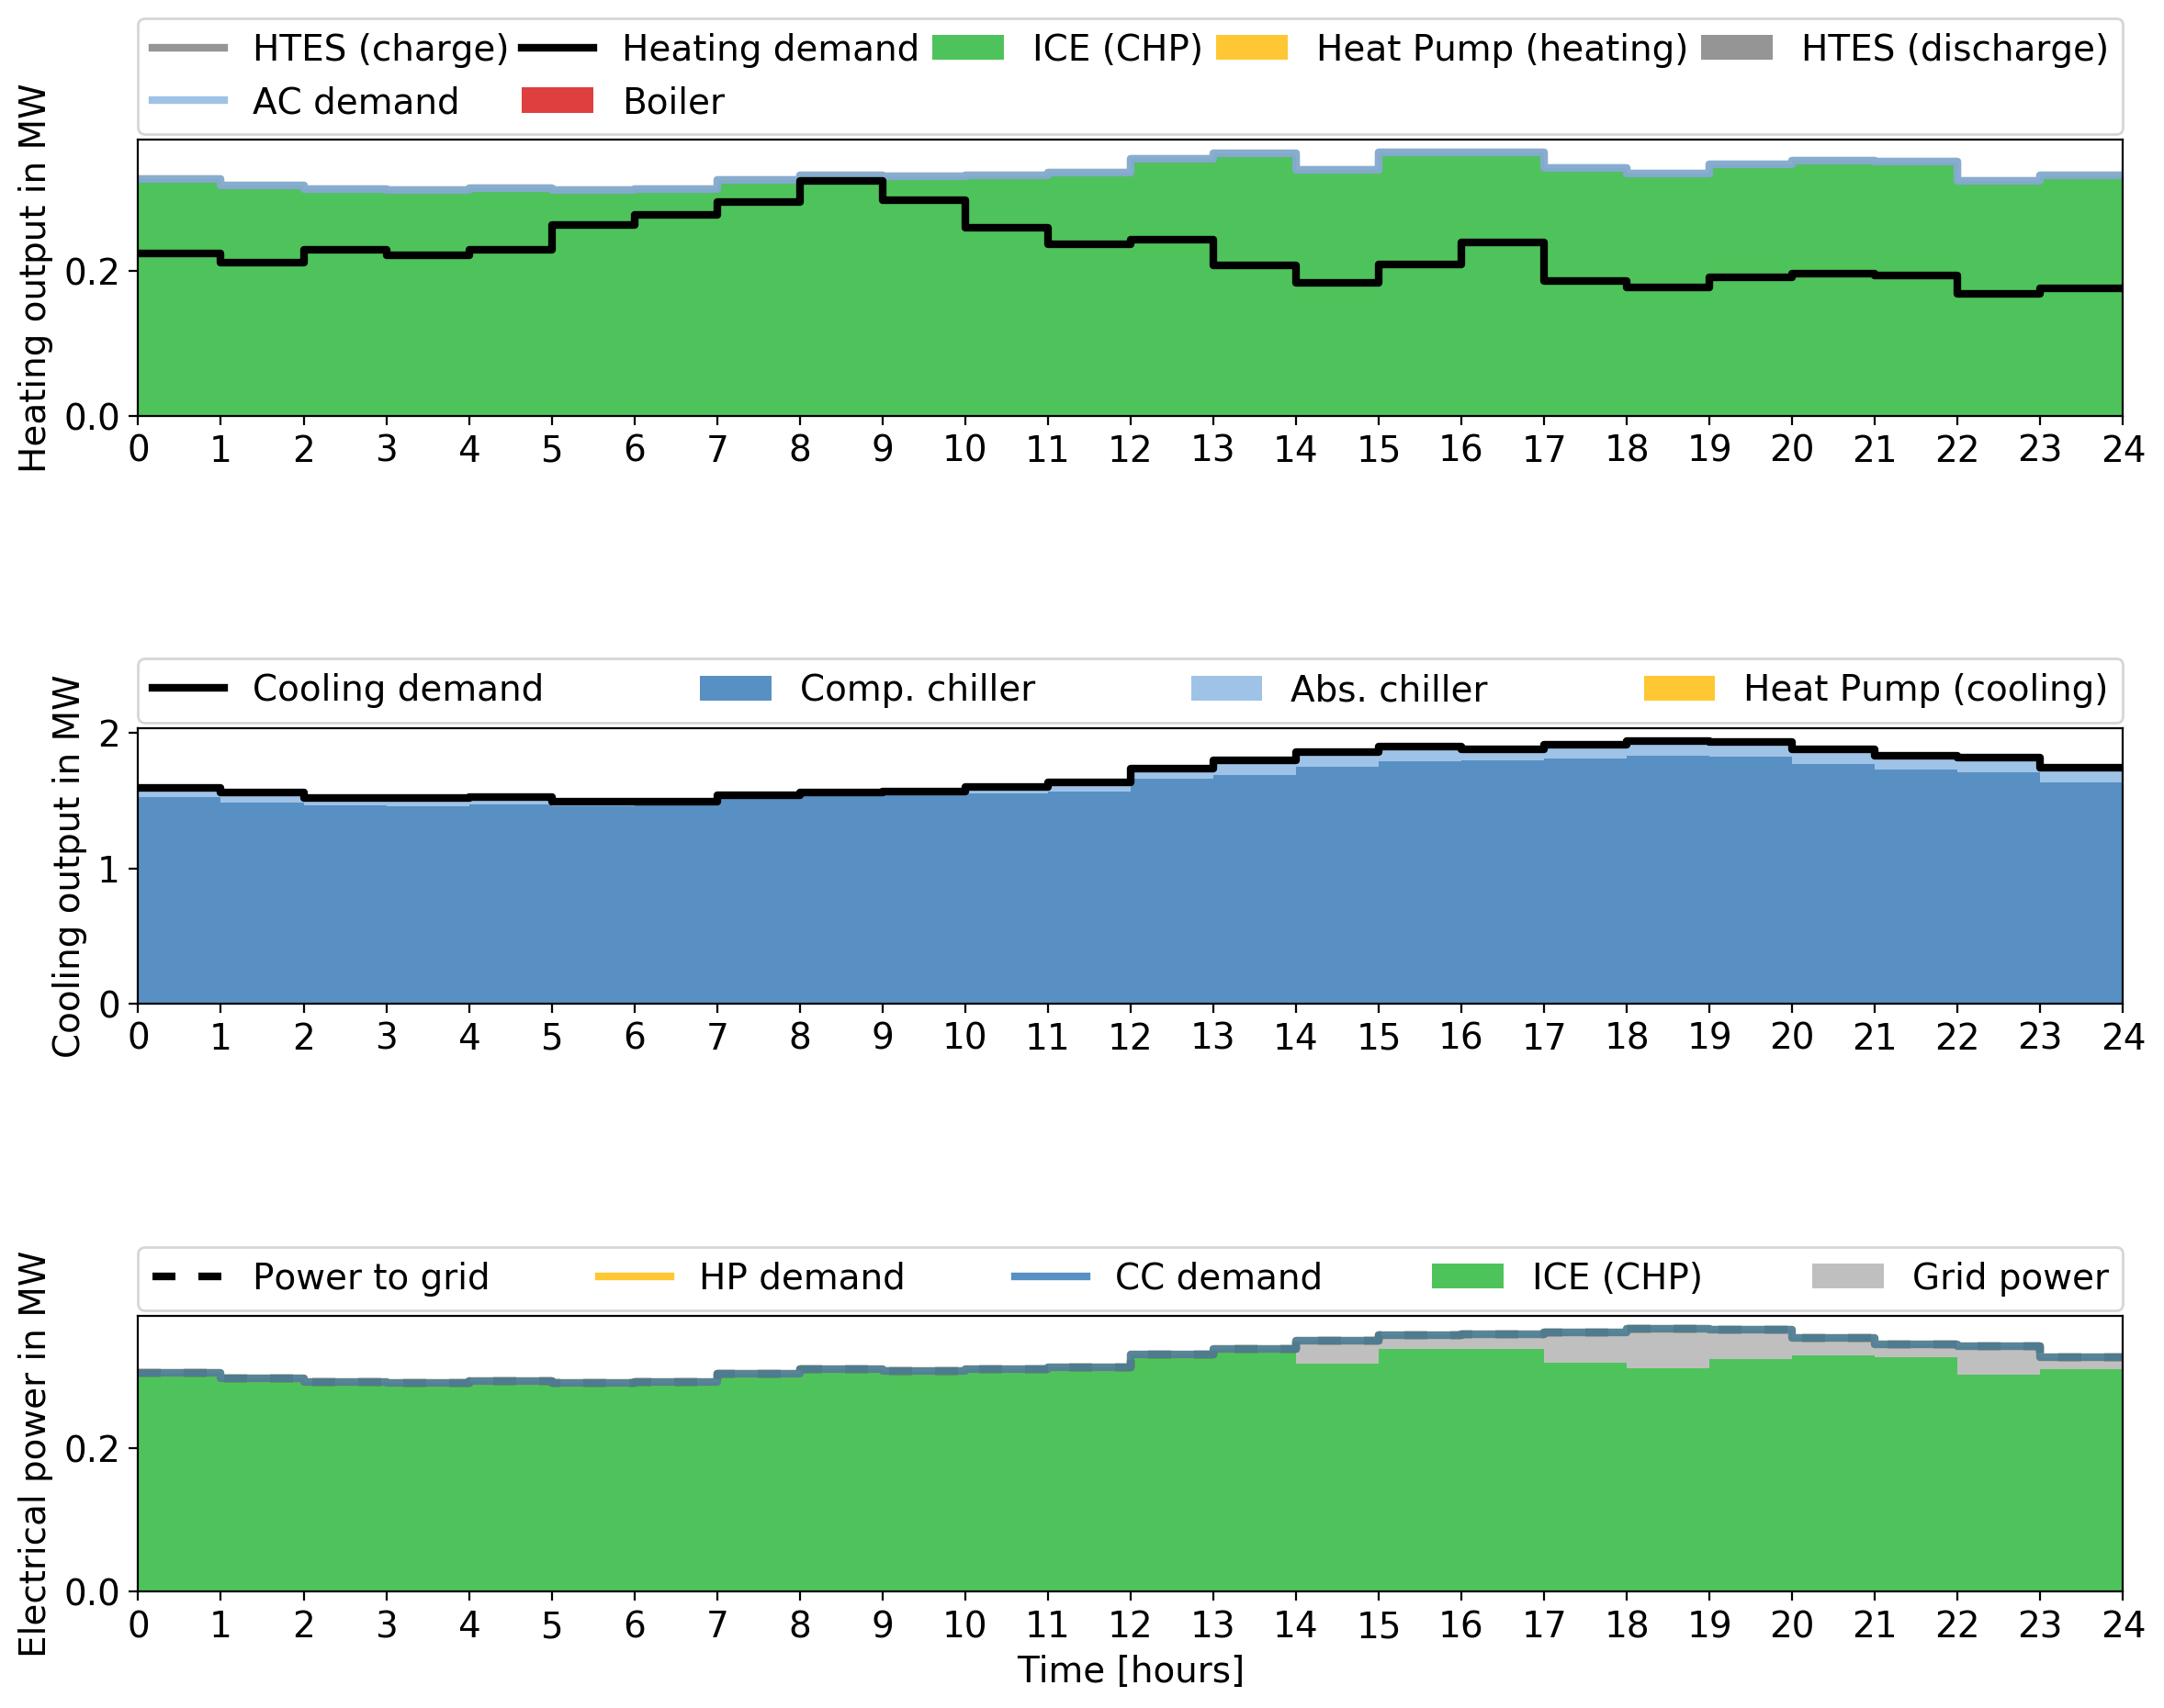 HTES (charge) Heating demand ICE (CHP) Heat Pump (heating) HTES (discharge)
AC demand Boiler
Heating output in MW
0.2
0.0
0 1 2 3 4 5 6 7 8 9 10 11 12 13 14 15 16 17 18 19 20 21 22 23 24
Cooling demand Comp. chiller Abs. chiller Heat Pump (cooling)
Cooling output in MW
2
1
0
0 1 2 3 4 5 6 7 8 9 10 11 12 13 14 15 16 17 18 19 20 21 22 23 24
Power to grid HP demand CC demand ICE (CHP) Grid power
Electrical power in MW
0.2
0.0
0 1 2 3 4 5 6 7 8 9 10 11 12 13 14 15 16 17 18 19 20 21 22 23 24
Time [hours]